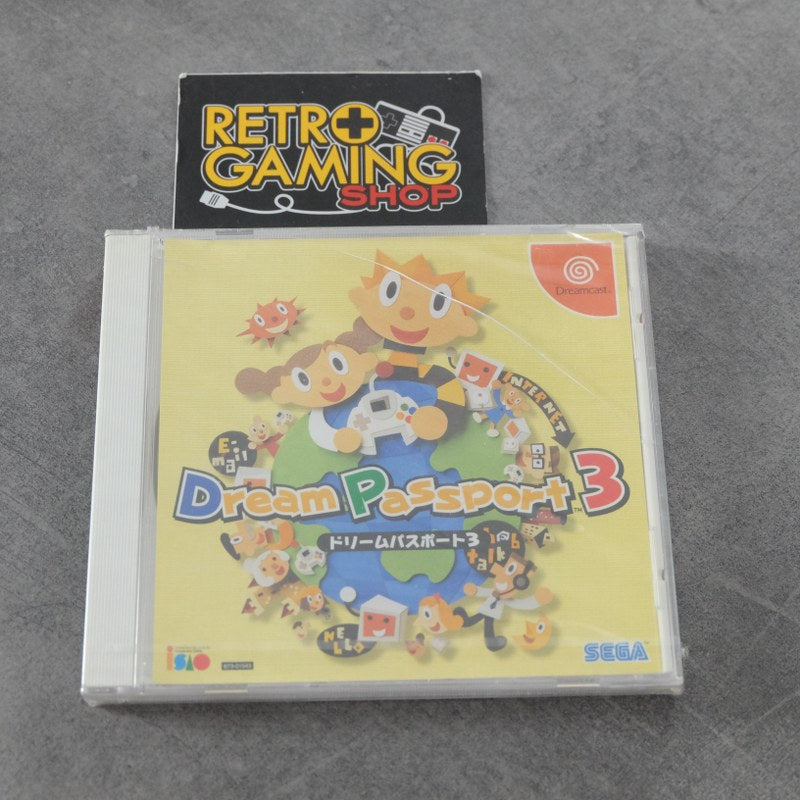 RETRO
GAMING
SHOP
Dreamcast
INTERNET
E-
mail
Dream Passport 3
™
ドリームパスポート3
talk
HELLO
isao
SEGA